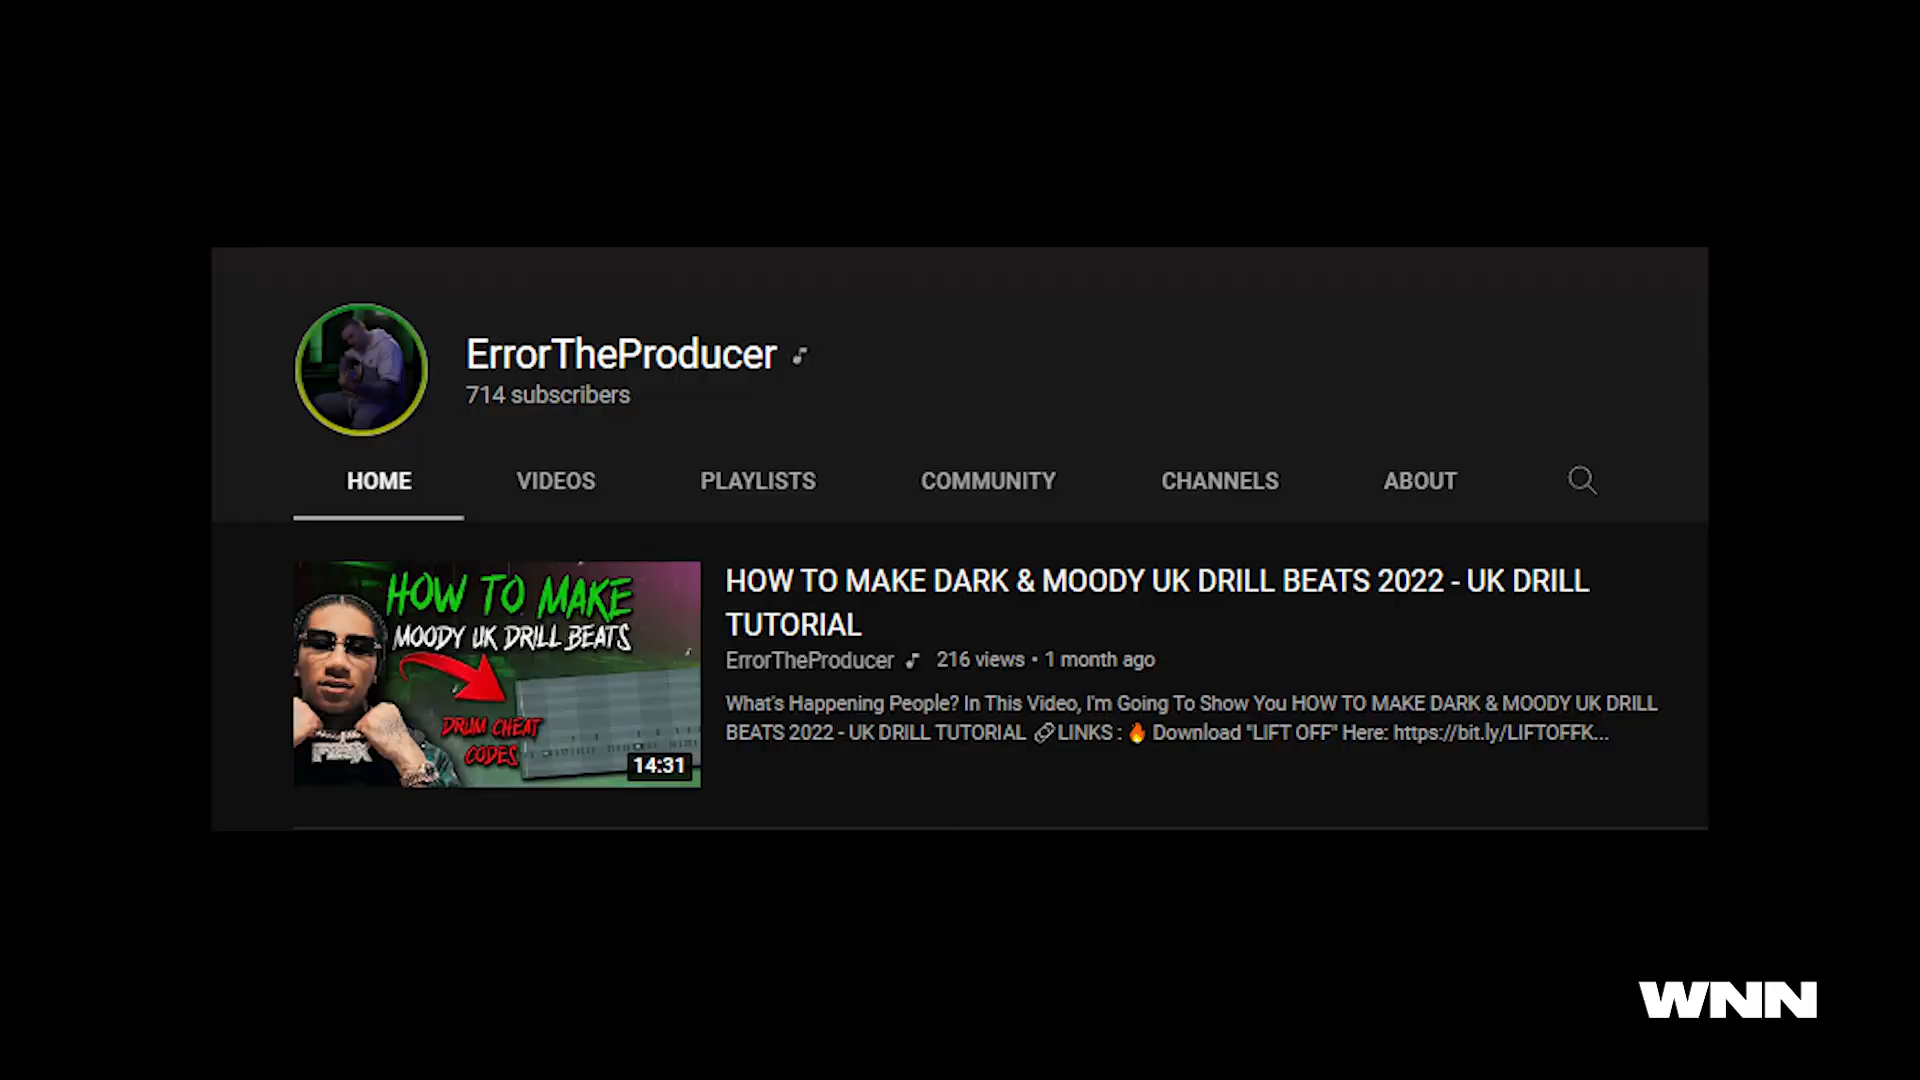 ErrorTheProducer
714 subscribers
HOME VIDEOS PLAYLISTS COMMUNITY CHANNELS ABOUT
HOW TO MAKE
MOODY UK DRILL BEATS
DRUM CHEAT
CODES
14:31
HOW TO MAKE DARK & MOODY UK DRILL BEATS 2022 - UK DRILL
TUTORIAL
ErrorTheProducer 216 views • 1 month ago
What's Happening People? In This Video, I'm Going To Show You HOW TO MAKE DARK & MOODY UK DRILL
BEATS 2022 - UK DRILL TUTORIAL 🔗LINKS : 🔥 Download "LIFT OFF" Here: https://bit.ly/LIFTOFFK...
WNN